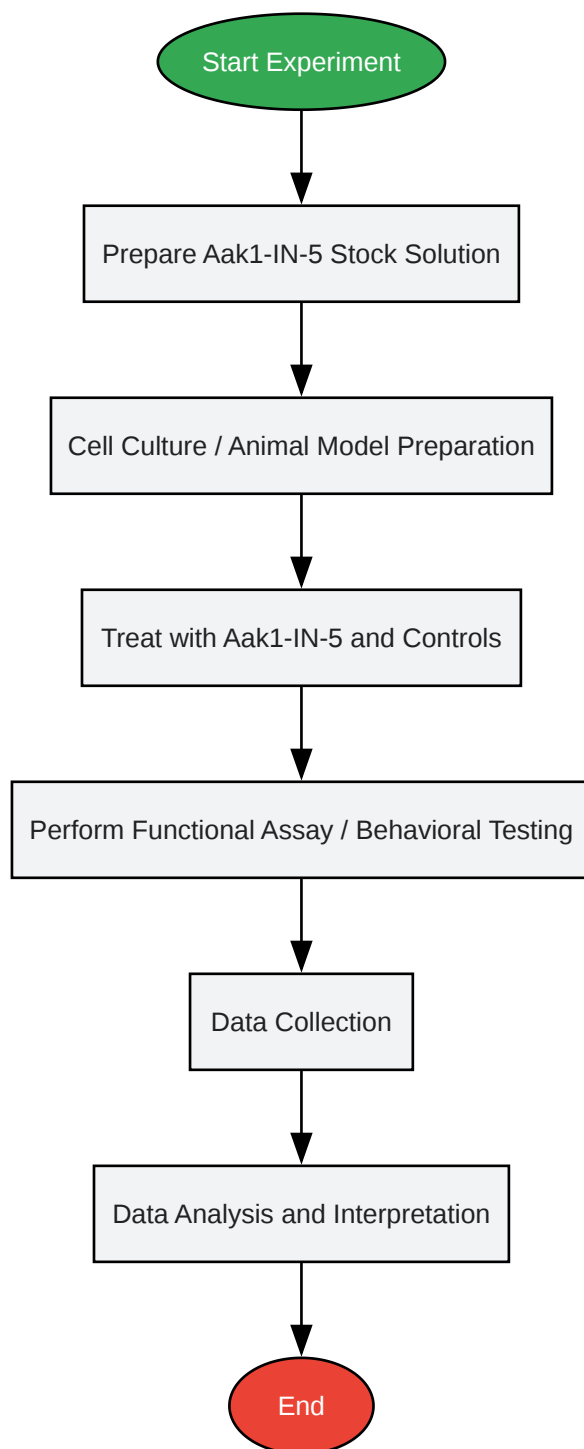 Start Experiment
Prepare Aak1-IN-5 Stock Solution
Cell Culture / Animal Model Preparation
Treat with Aak1-IN-5 and Controls
Perform Functional Assay / Behavioral Testing
Data Collection
Data Analysis and Interpretation
End